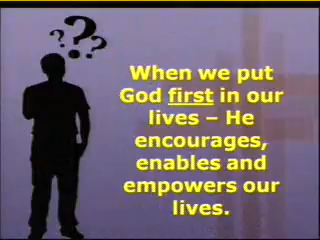 When we put
God first in our
lives – He
encourages,
enables and
empowers our
lives.